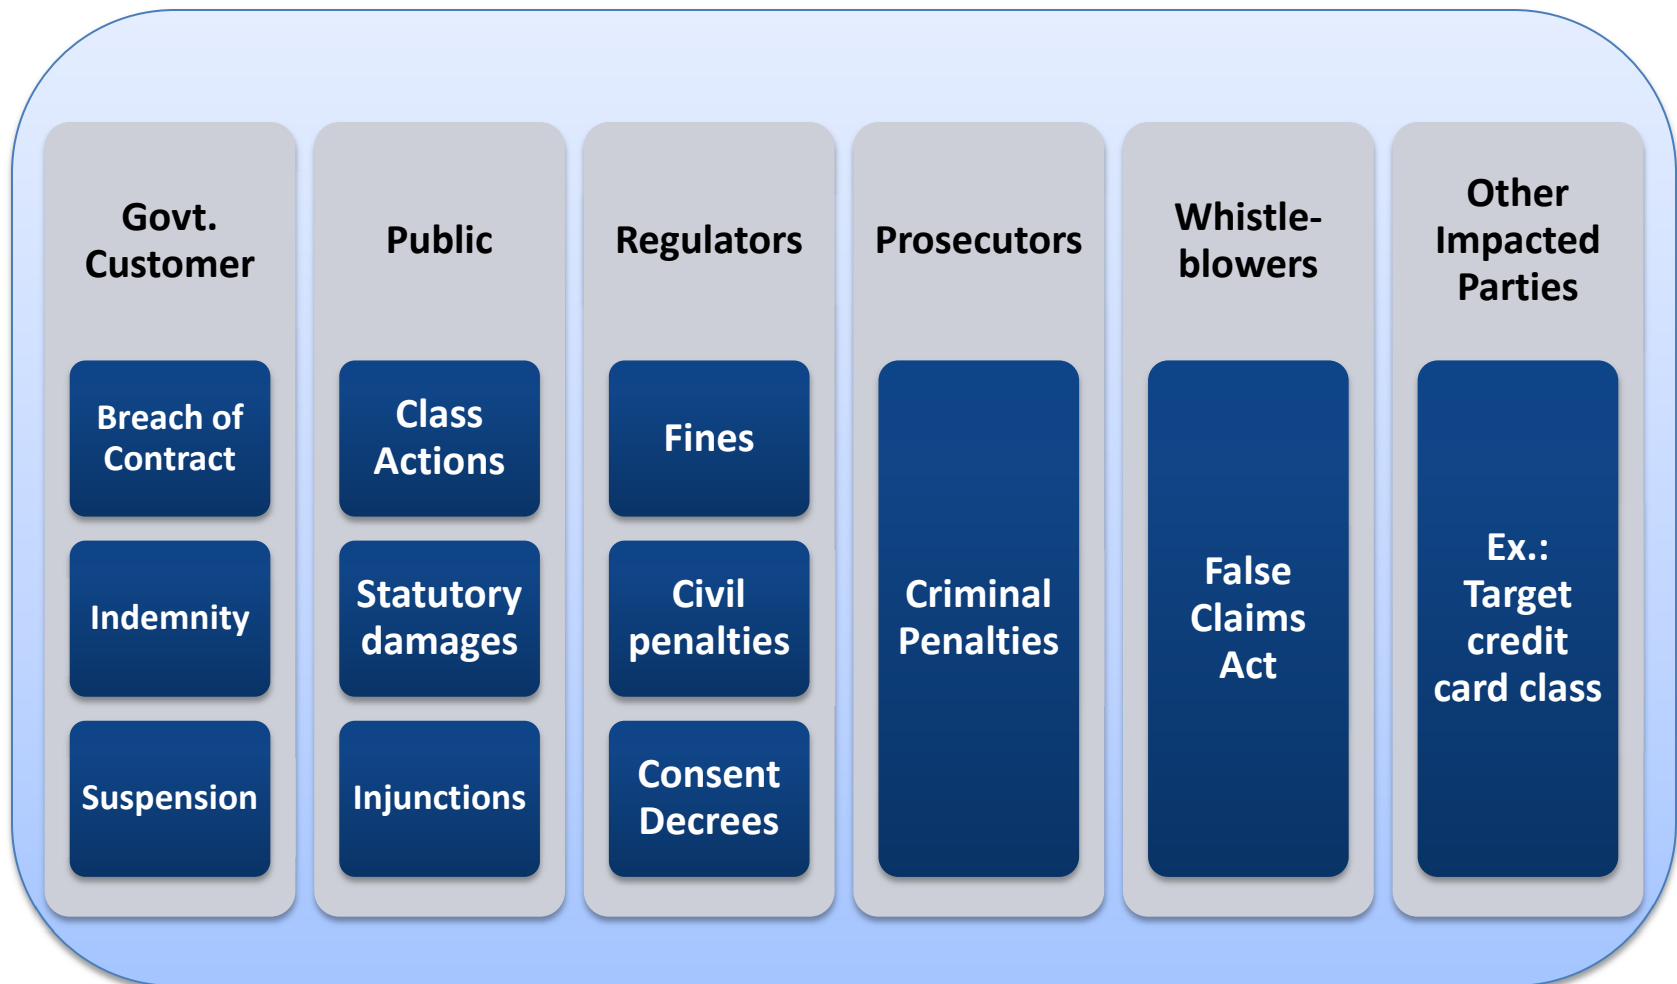 Govt.
Customer
Breach of
Contract
Indemnity
Suspension
Public
Class
Actions
Statutory
damages
Injunctions
Regulators
Fines
Civil
penalties
Consent
Decrees
Prosecutors
Criminal
Penalties
Whistle-
blowers
False
Claims
Act
Other
Impacted
Parties
Ex.:
Target
credit
card class